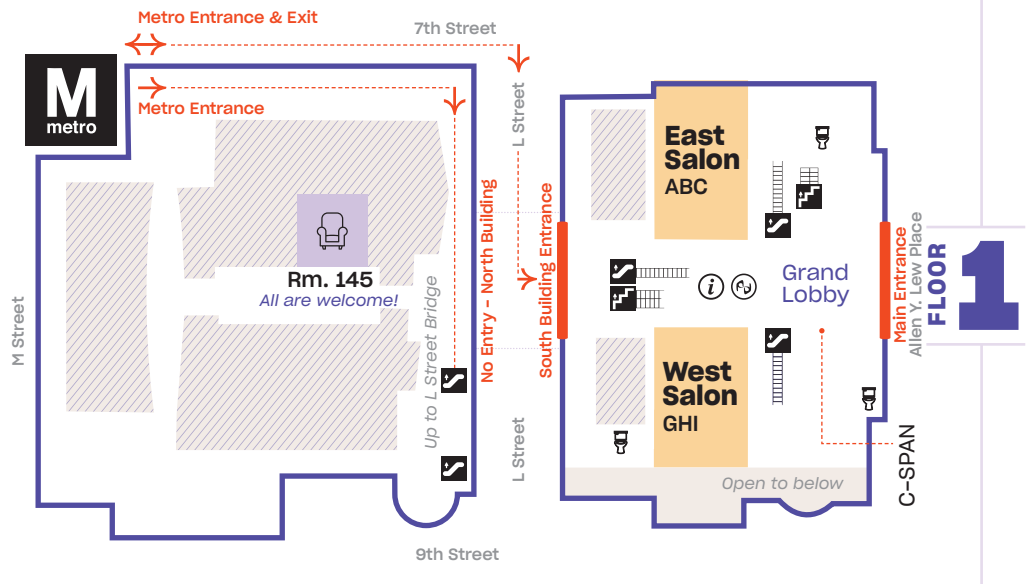 Metro Entrance & Exit
7th Street
M
metro
Metro Entrance
L Street
East
Salon
ABC
No Entry – North Building
South Building Entrance
Rm. 145
All are welcome!
i
Grand
Lobby
Main Entrance
Allen Y. Lew Place
FLOOR
1
M Street
Up to L Street Bridge
West
Salon
GHI
L Street
C-SPAN
Open to below
9th Street